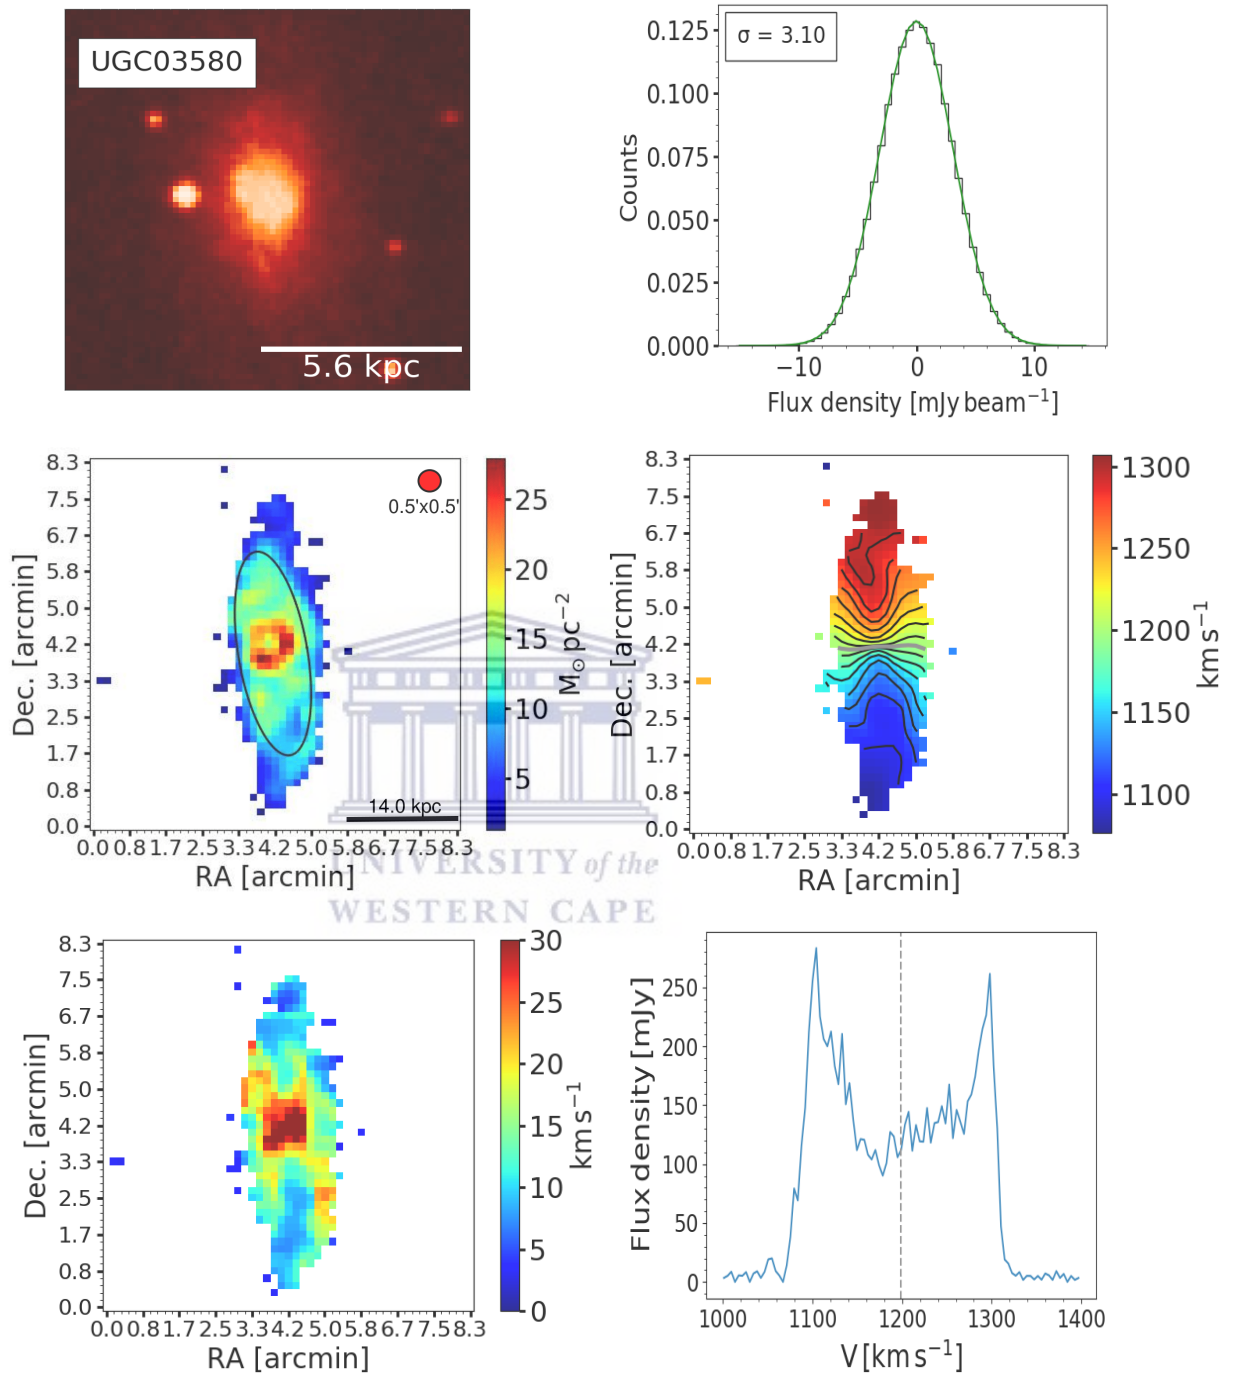 UGC03580
5.6 kpc
σ = 3.10
0.125
0.100
0.075
0.050
0.025
0.000
Counts
−10 0 10
Flux density [mJy beam⁻¹]
8.3
7.5
6.7
5.8
5.0
4.2
3.3
2.5
1.7
0.8
0.0
Dec. [arcmin]
0.5'x0.5'
14.0 kpc
0.0 0.8 1.7 2.5 3.3 4.2 5.0 5.8 6.7 7.5 8.3
RA [arcmin]
25
20
15
10
5
M⊙ pc⁻²
8.3
7.5
6.7
5.8
5.0
4.2
3.3
2.5
1.7
0.8
0.0
Dec. [arcmin]
0.0 0.8 1.7 2.5 3.3 4.2 5.0 5.8 6.7 7.5 8.3
RA [arcmin]
1300
1250
1200
1150
1100
km s⁻¹
UNIVERSITY of the
WESTERN CAPE
8.3
7.5
6.7
5.8
5.0
4.2
3.3
2.5
1.7
0.8
0.0
Dec. [arcmin]
0.0 0.8 1.7 2.5 3.3 4.2 5.0 5.8 6.7 7.5 8.3
RA [arcmin]
30
25
20
15
10
5
0
km s⁻¹
250
200
150
100
50
0
Flux density [mJy]
1000 1100 1200 1300 1400
V [km s⁻¹]